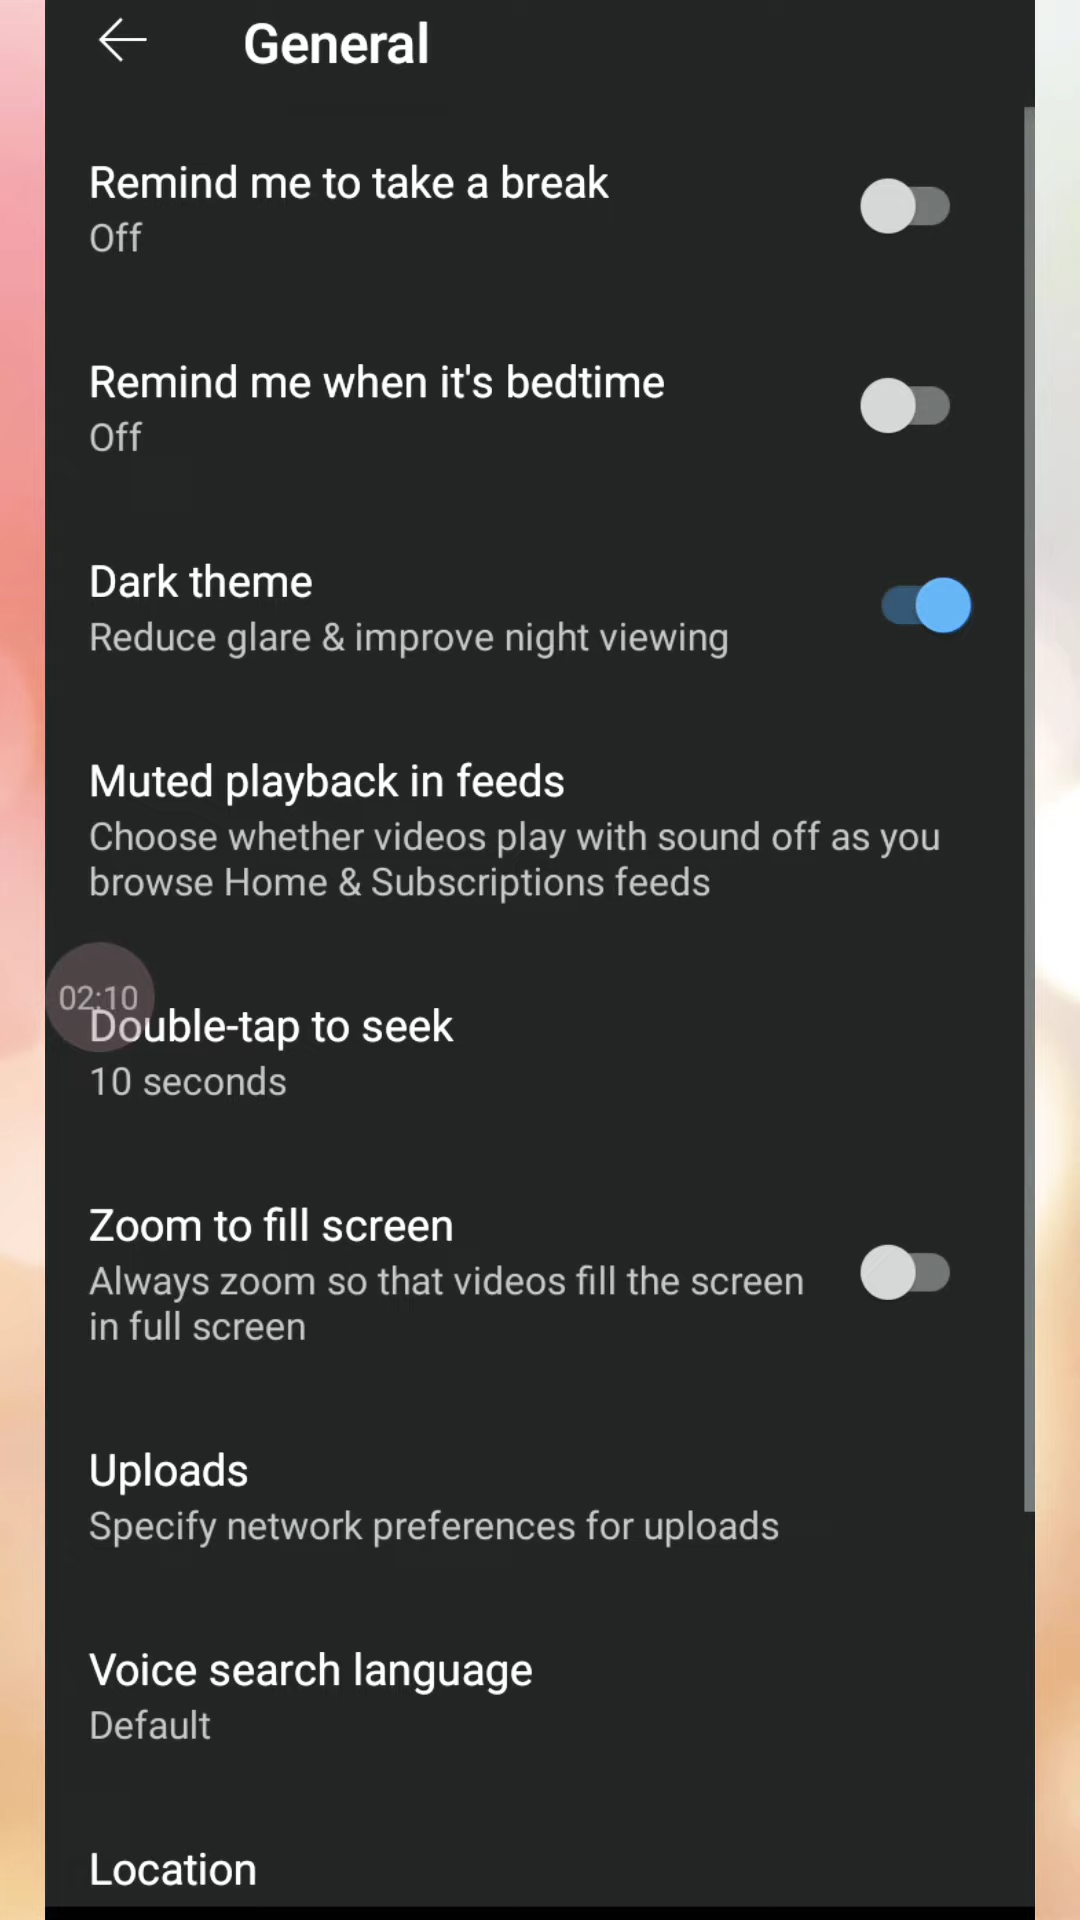 General
Remind me to take a break
Off
Remind me when it's bedtime
Off
Dark theme
Reduce glare & improve night viewing
Muted playback in feeds
Choose whether videos play with sound off as you
browse Home & Subscriptions feeds
02:10
Double-tap to seek
10 seconds
Zoom to fill screen
Always zoom so that videos fill the screen
in full screen
Uploads
Specify network preferences for uploads
Voice search language
Default
Location